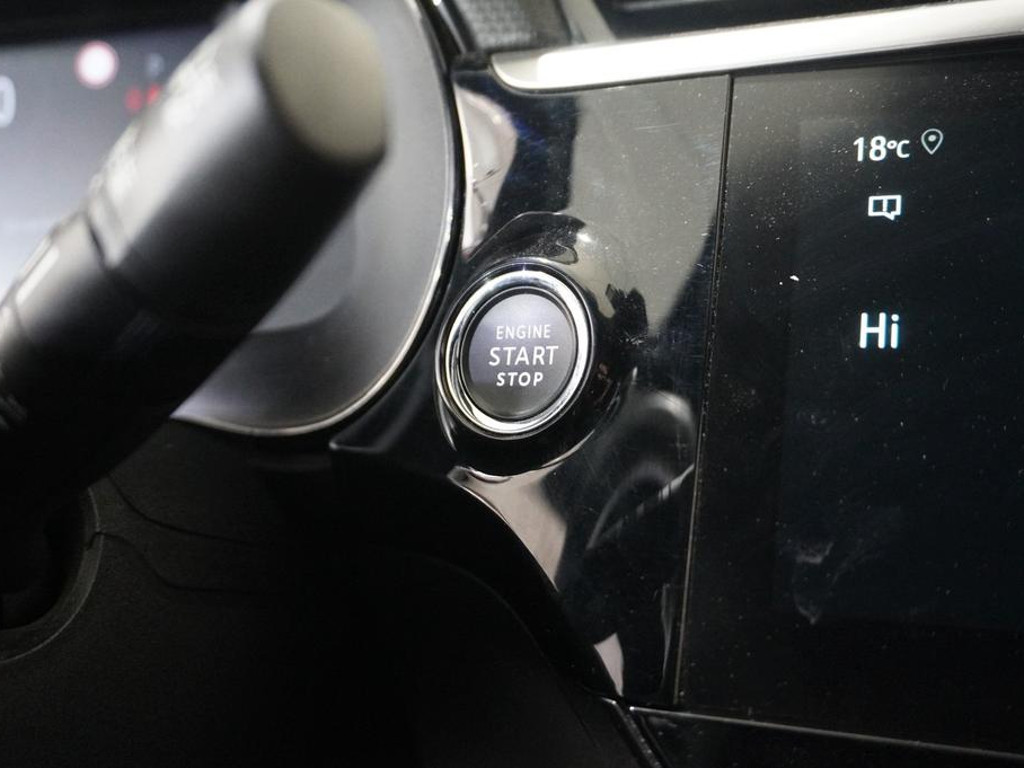 ENGINE
START
STOP
18°C
Hi